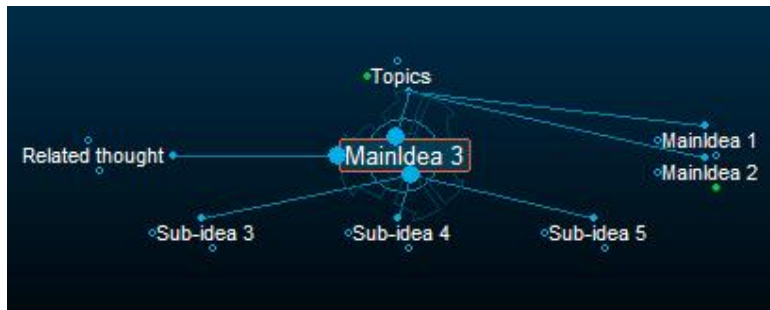 Topics
MainIdea 1
Related thought
MainIdea 3
MainIdea 2
Sub-idea 3
Sub-idea 4
Sub-idea 5